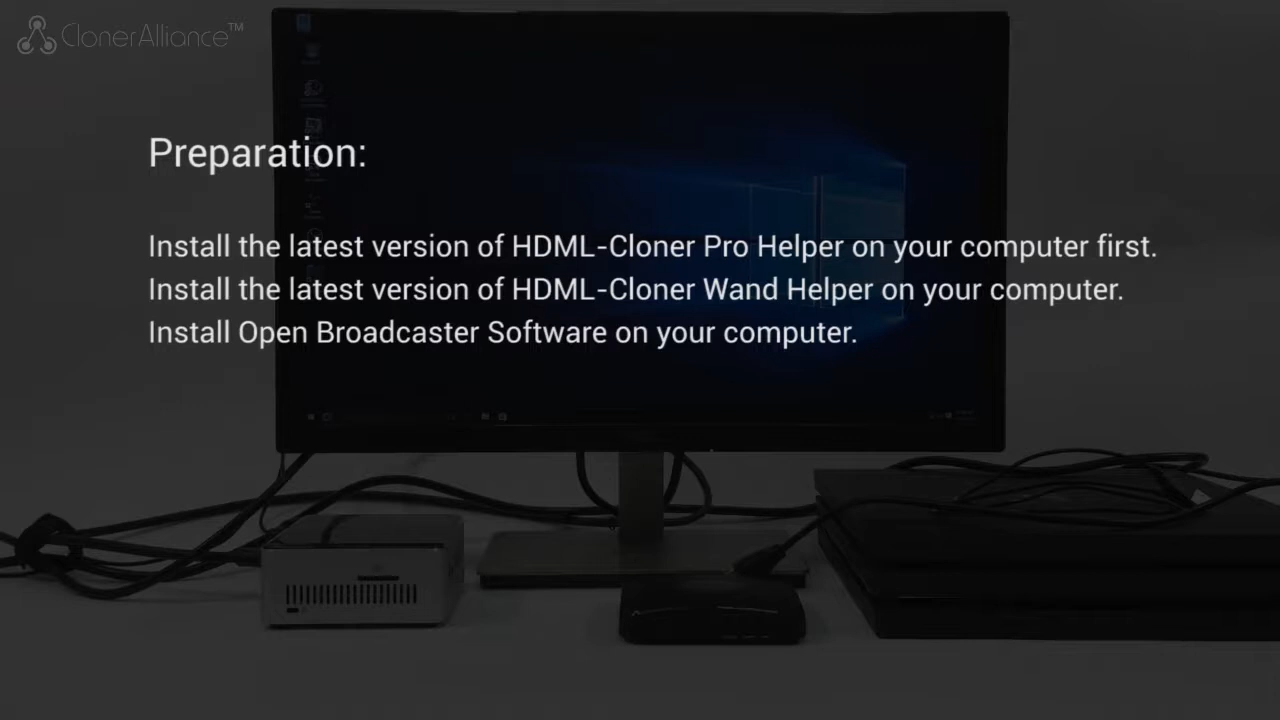 ClonerAlliance™
Preparation:
Install the latest version of HDML-Cloner Pro Helper on your computer first.
Install the latest version of HDML-Cloner Wand Helper on your computer.
Install Open Broadcaster Software on your computer.